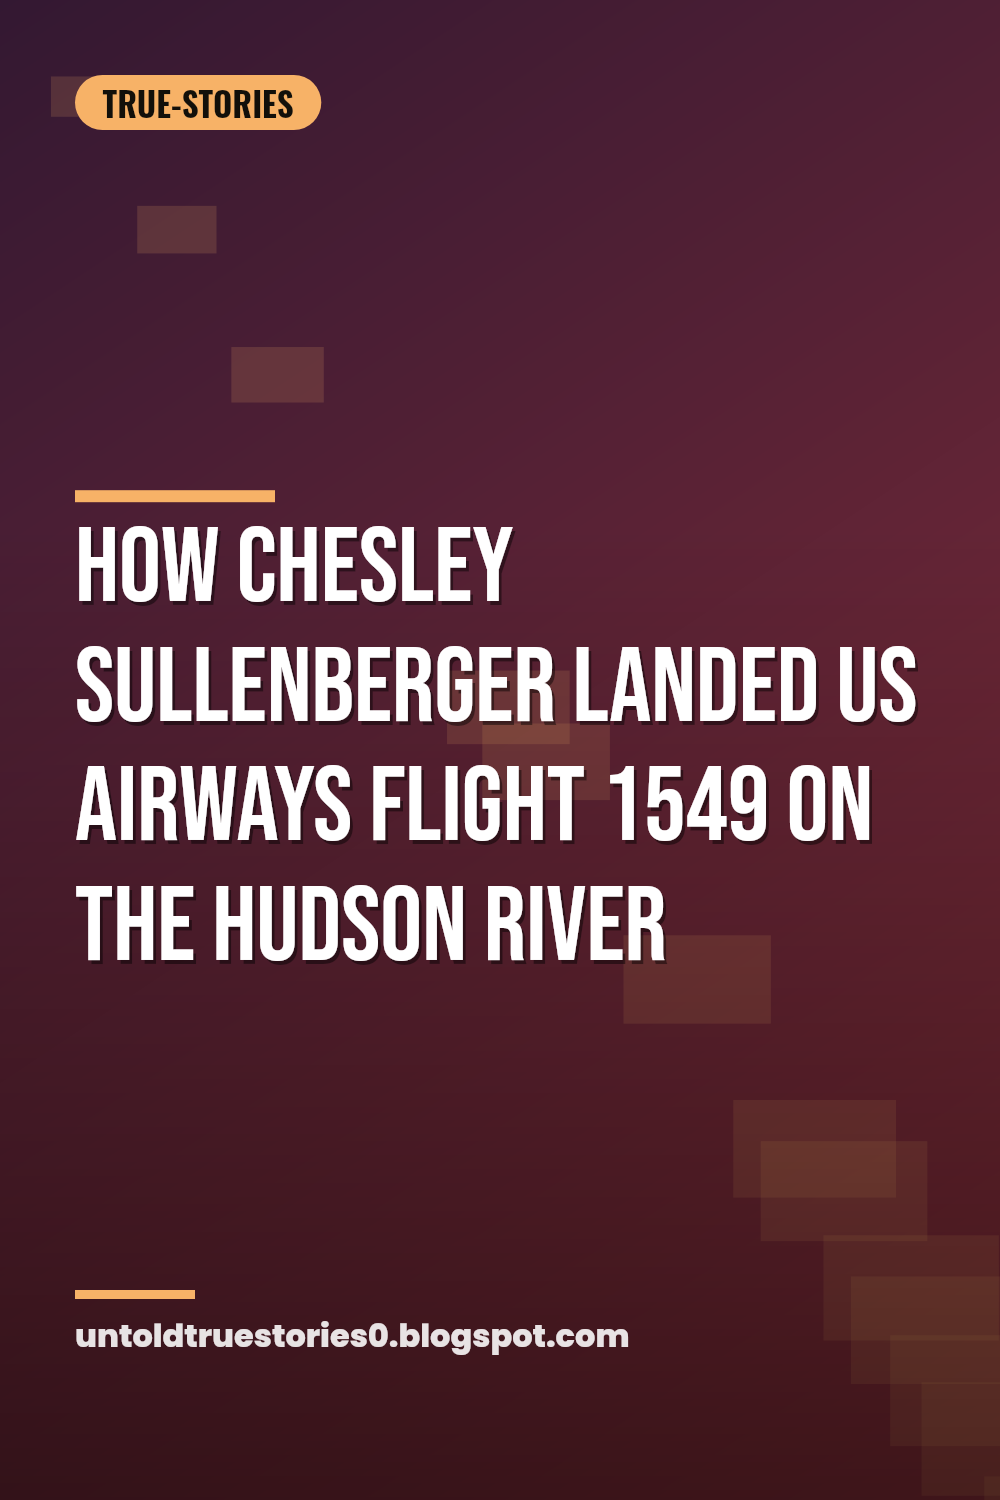 TRUE-STORIES
HOW CHESLEY
SULLENBERGER LANDED US
AIRWAYS FLIGHT 1549 ON
THE HUDSON RIVER
untoldtruestories0.blogspot.com